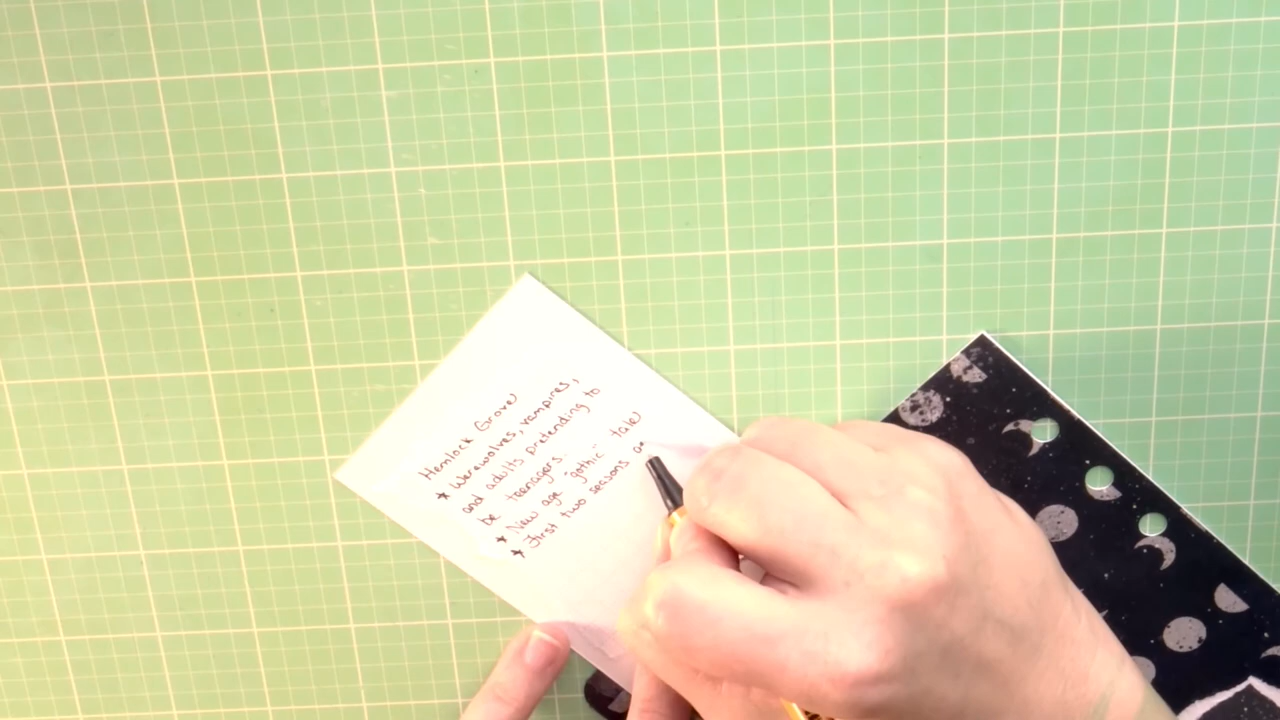 Hemlock Grove
★ Werewolves, vampires,
and adults pretending to
be teenagers.
★ New age "gothic" tale
★ First two seasons